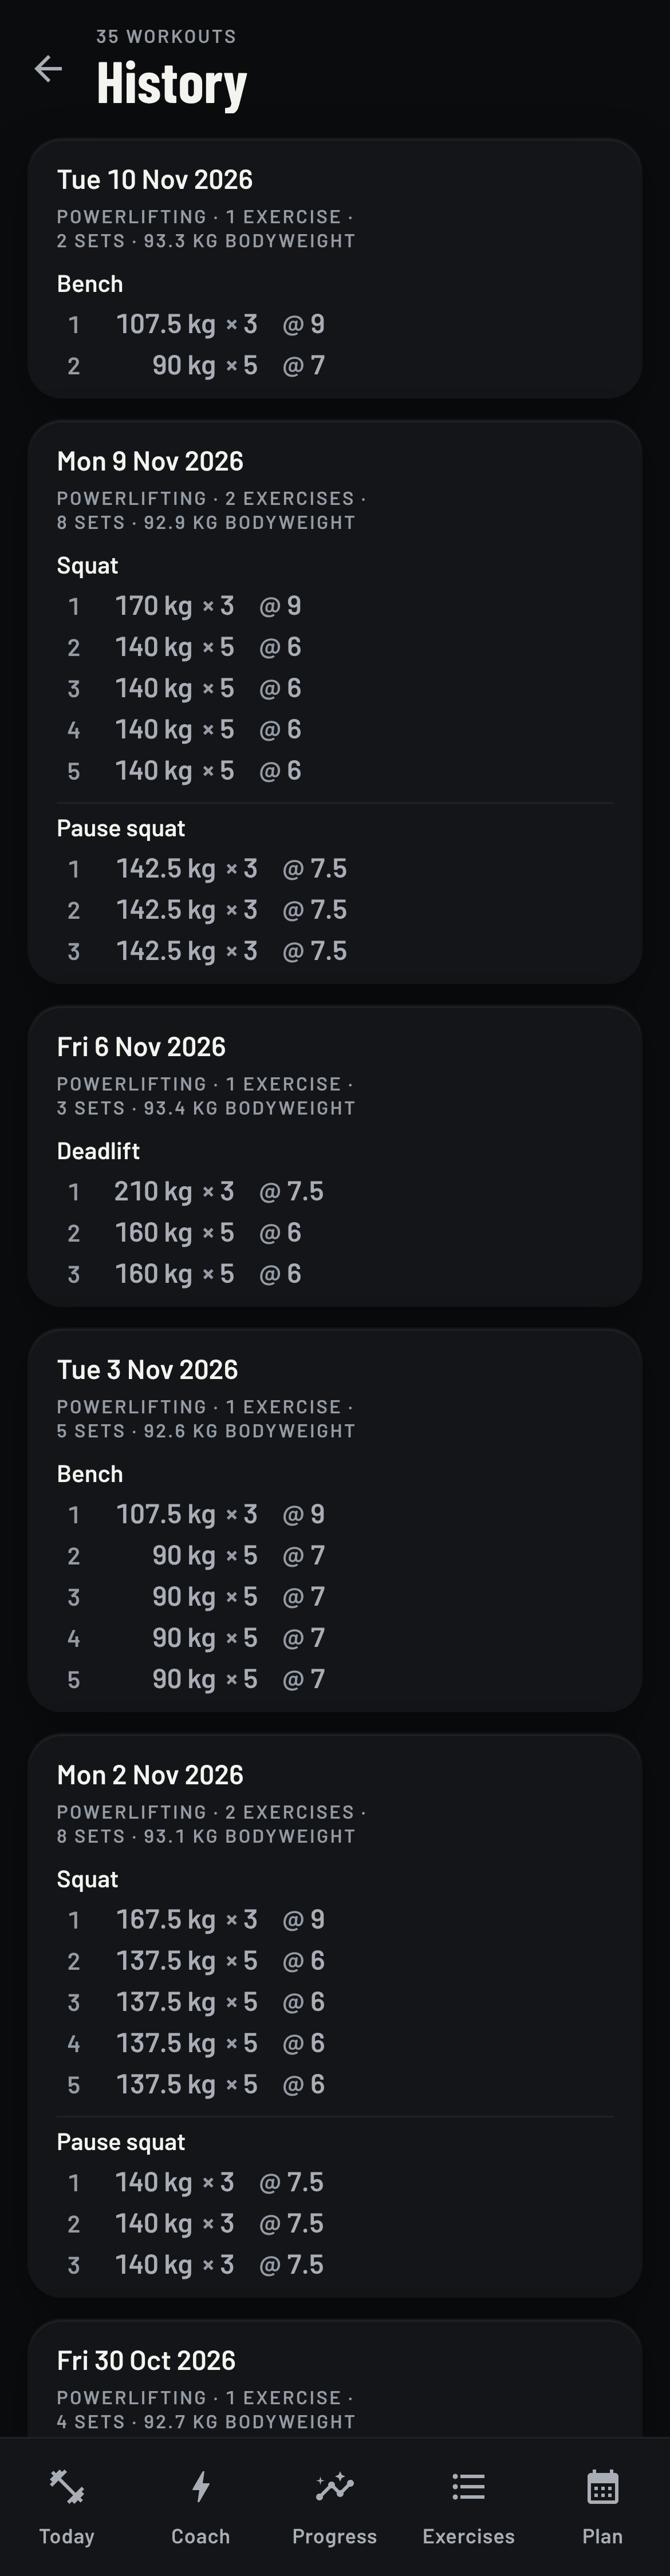 35 WORKOUTS
History
Tue 10 Nov 2026
POWERLIFTING · 1 EXERCISE ·
2 SETS · 93.3 KG BODYWEIGHT
Bench
1 107.5 kg × 3 @ 9
2 90 kg × 5 @ 7
Mon 9 Nov 2026
POWERLIFTING · 2 EXERCISES ·
8 SETS · 92.9 KG BODYWEIGHT
Squat
1 170 kg × 3 @ 9
2 140 kg × 5 @ 6
3 140 kg × 5 @ 6
4 140 kg × 5 @ 6
5 140 kg × 5 @ 6
Pause squat
1 142.5 kg × 3 @ 7.5
2 142.5 kg × 3 @ 7.5
3 142.5 kg × 3 @ 7.5
Fri 6 Nov 2026
POWERLIFTING · 1 EXERCISE ·
3 SETS · 93.4 KG BODYWEIGHT
Deadlift
1 210 kg × 3 @ 7.5
2 160 kg × 5 @ 6
3 160 kg × 5 @ 6
Tue 3 Nov 2026
POWERLIFTING · 1 EXERCISE ·
5 SETS · 92.6 KG BODYWEIGHT
Bench
1 107.5 kg × 3 @ 9
2 90 kg × 5 @ 7
3 90 kg × 5 @ 7
4 90 kg × 5 @ 7
5 90 kg × 5 @ 7
Mon 2 Nov 2026
POWERLIFTING · 2 EXERCISES ·
8 SETS · 93.1 KG BODYWEIGHT
Squat
1 167.5 kg × 3 @ 9
2 137.5 kg × 5 @ 6
3 137.5 kg × 5 @ 6
4 137.5 kg × 5 @ 6
5 137.5 kg × 5 @ 6
Pause squat
1 140 kg × 3 @ 7.5
2 140 kg × 3 @ 7.5
3 140 kg × 3 @ 7.5
Fri 30 Oct 2026
POWERLIFTING · 1 EXERCISE ·
4 SETS · 92.7 KG BODYWEIGHT
Today Coach Progress Exercises Plan